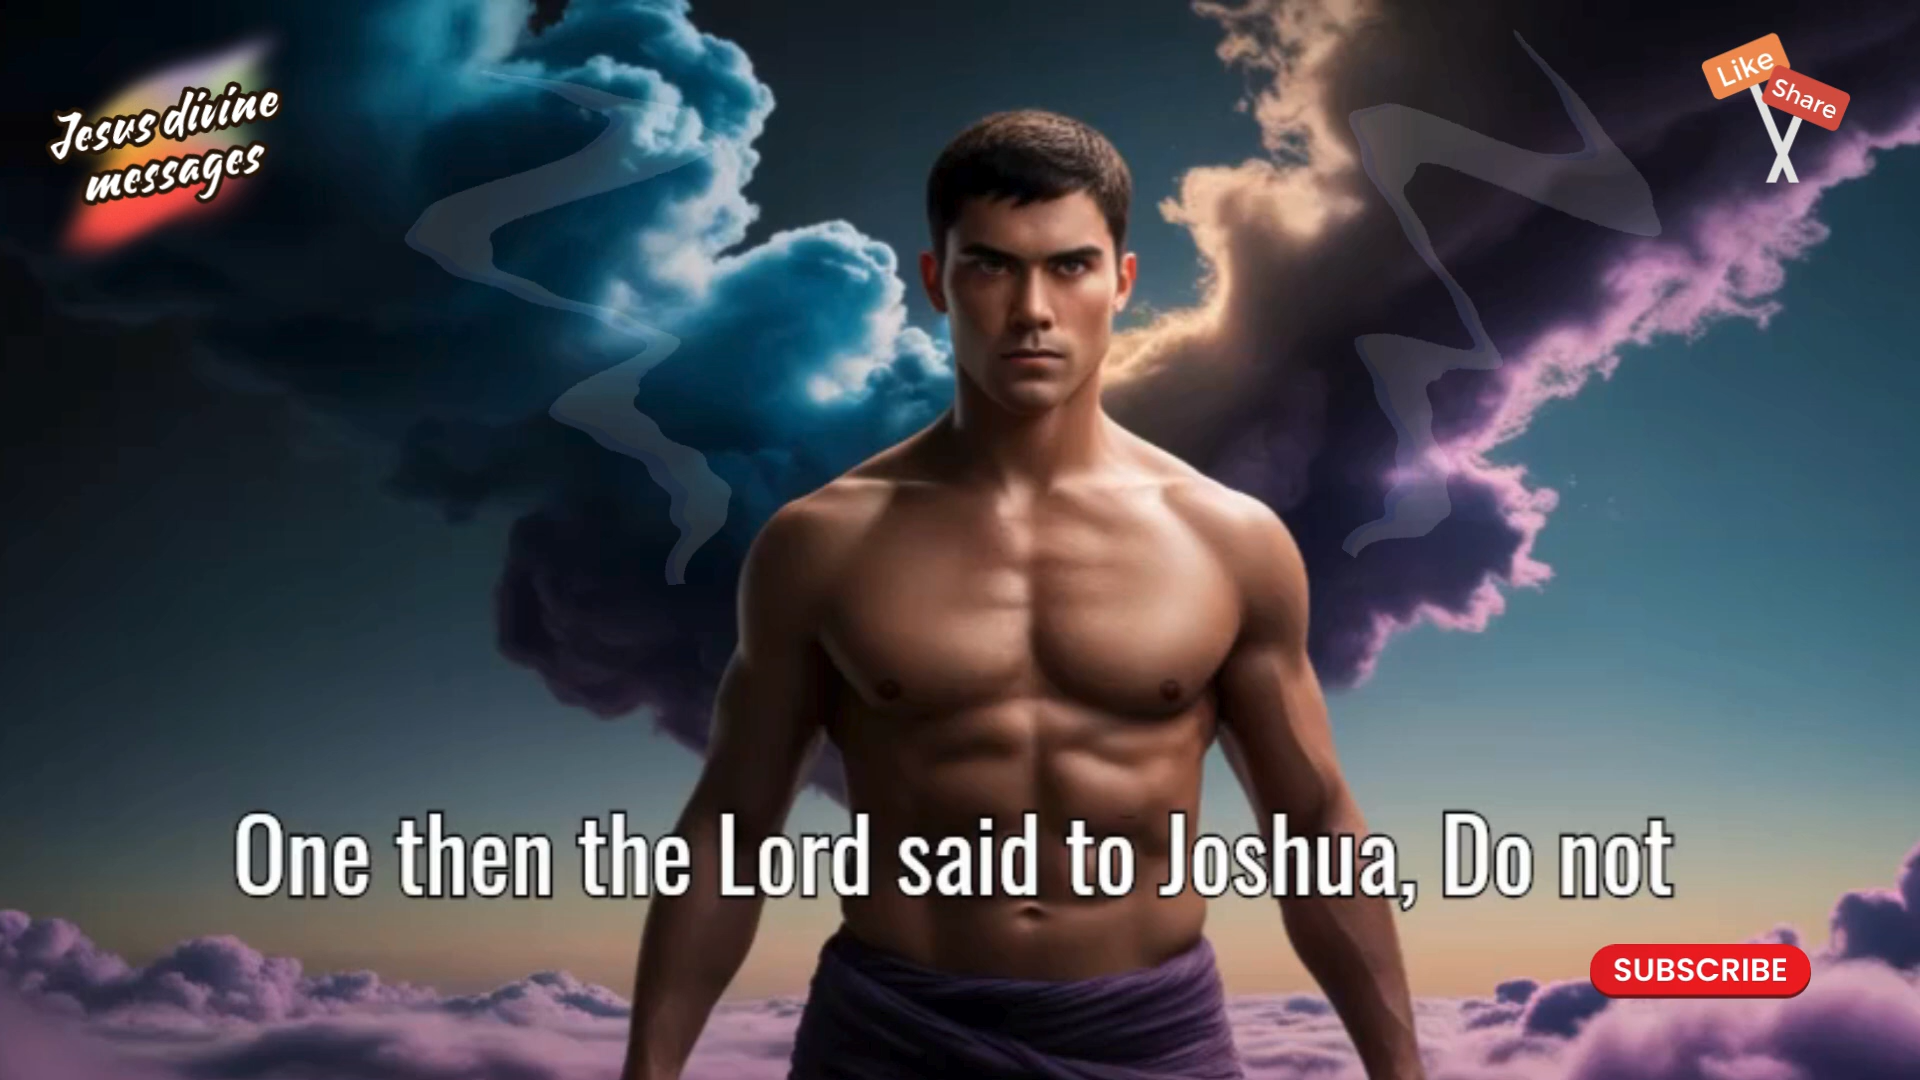 Jesus divine
messages
Like
Share
One then the Lord said to Joshua, Do not
SUBSCRIBE